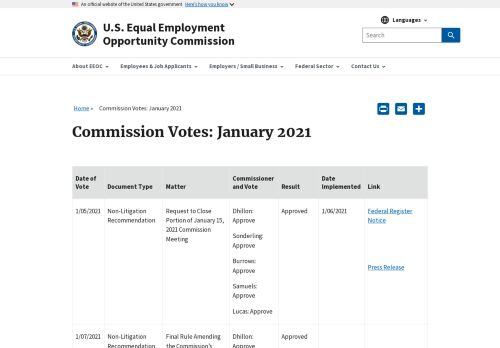 An official website of the United States government Here's how you know
Languages
U.S. Equal Employment
Opportunity Commission
Search
About EEOC
Employees & Job Applicants
Employers / Small Business
Federal Sector
Contact Us
Home » Commission Votes: January 2021
Commission Votes: January 2021
Date of Vote
Document Type
Matter
Commissioner and Vote
Result
Date Implemented
Link
1/05/2021
Non-Litigation Recommendation
Request to Close Portion of January 15, 2021 Commission Meeting
Dhillon: Approve
Sonderling: Approve
Burrows: Approve
Samuels: Approve
Lucas: Approve
Approved
1/06/2021
Federal Register Notice
Press Release
1/07/2021
Non-Litigation Recommendation
Final Rule Amending the Commission's
Dhillon: Approve
Approved